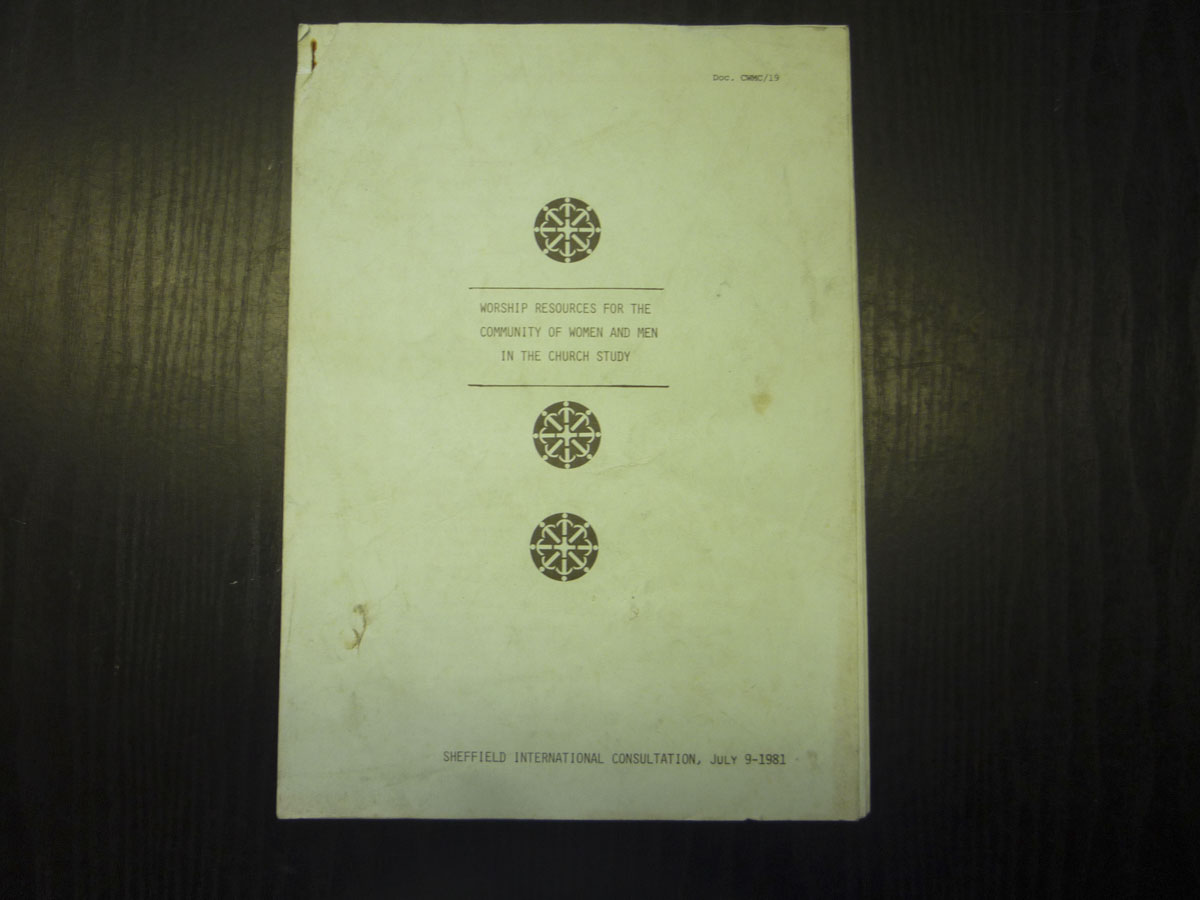 Doc. CWMC/19
WORSHIP RESOURCES FOR THE
COMMUNITY OF WOMEN AND MEN
IN THE CHURCH STUDY
SHEFFIELD INTERNATIONAL CONSULTATION, JULY 9-1981